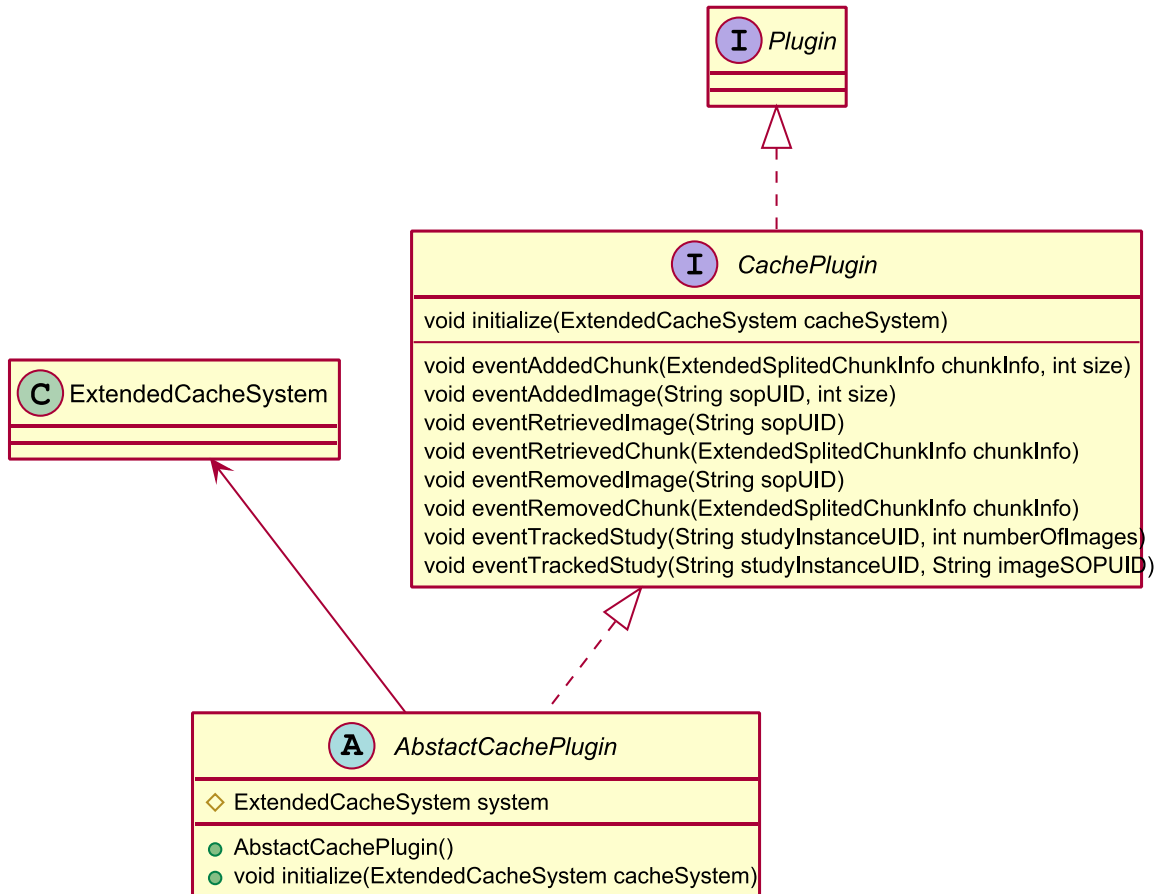 I Plugin
I CachePlugin
void initialize(ExtendedCacheSystem cacheSystem)
void eventAddedChunk(ExtendedSplitedChunkInfo chunkInfo, int size)
void eventAddedImage(String sopUID, int size)
void eventRetrievedImage(String sopUID)
void eventRetrievedChunk(ExtendedSplitedChunkInfo chunkInfo)
void eventRemovedImage(String sopUID)
void eventRemovedChunk(ExtendedSplitedChunkInfo chunkInfo)
void eventTrackedStudy(String studyInstanceUID, int numberOfImages)
void eventTrackedStudy(String studyInstanceUID, String imageSOPUID)
C ExtendedCacheSystem
A AbstactCachePlugin
ExtendedCacheSystem system
AbstactCachePlugin()
void initialize(ExtendedCacheSystem cacheSystem)